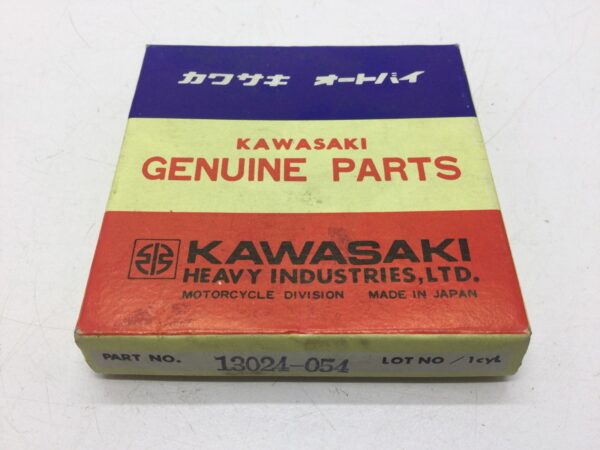 カワサキ オートバイ
KAWASAKI
GENUINE PARTS
KAWASAKI
HEAVY INDUSTRIES, LTD.
MOTORCYCLE DIVISION MADE IN JAPAN
PART NO. 13024-054 LOT NO /1cyl